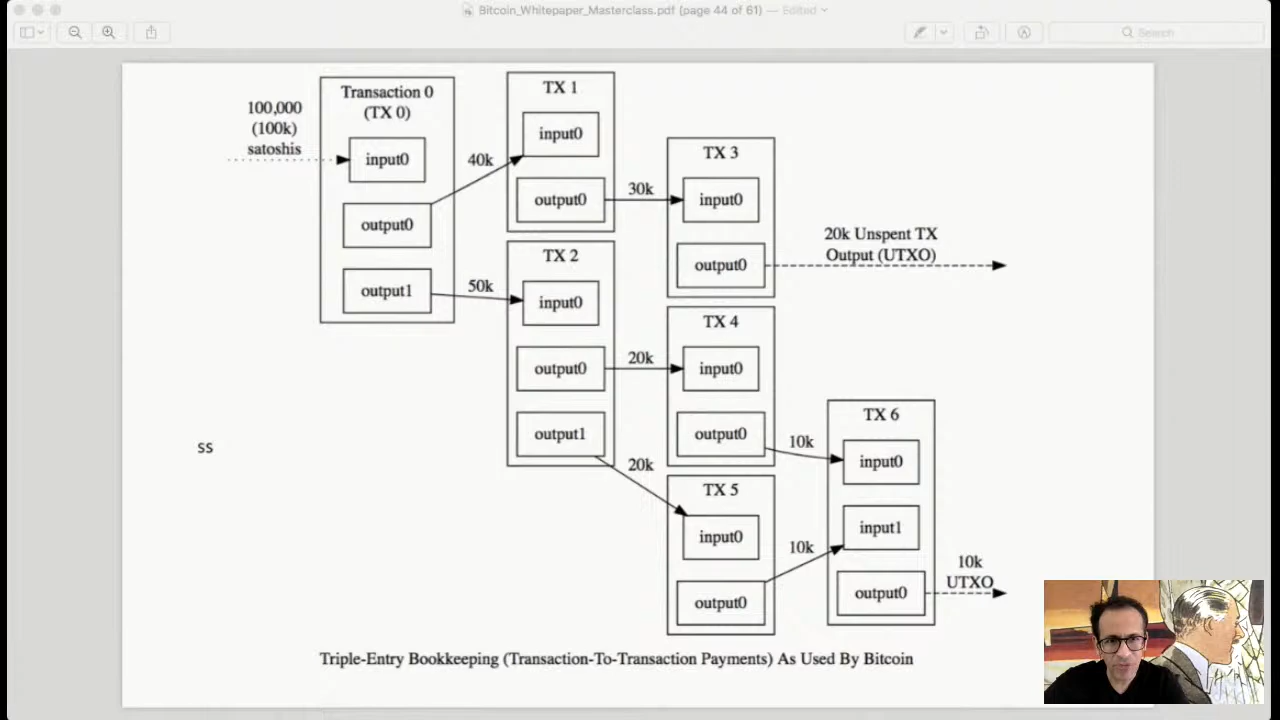 Bitcoin_Whitepaper_Masterclass.pdf (page 44 of 61) — Edited
Search
100,000
(100k)
satoshis
Transaction 0
(TX 0)
input0
output0
output1
40k
50k
TX 1
input0
output0
30k
TX 2
input0
output0
output1
20k
20k
TX 3
input0
output0
20k Unspent TX
Output (UTXO)
TX 4
input0
output0
10k
TX 5
input0
output0
10k
TX 6
input0
input1
output0
10k
UTXO
ss
Triple-Entry Bookkeeping (Transaction-To-Transaction Payments) As Used By Bitcoin